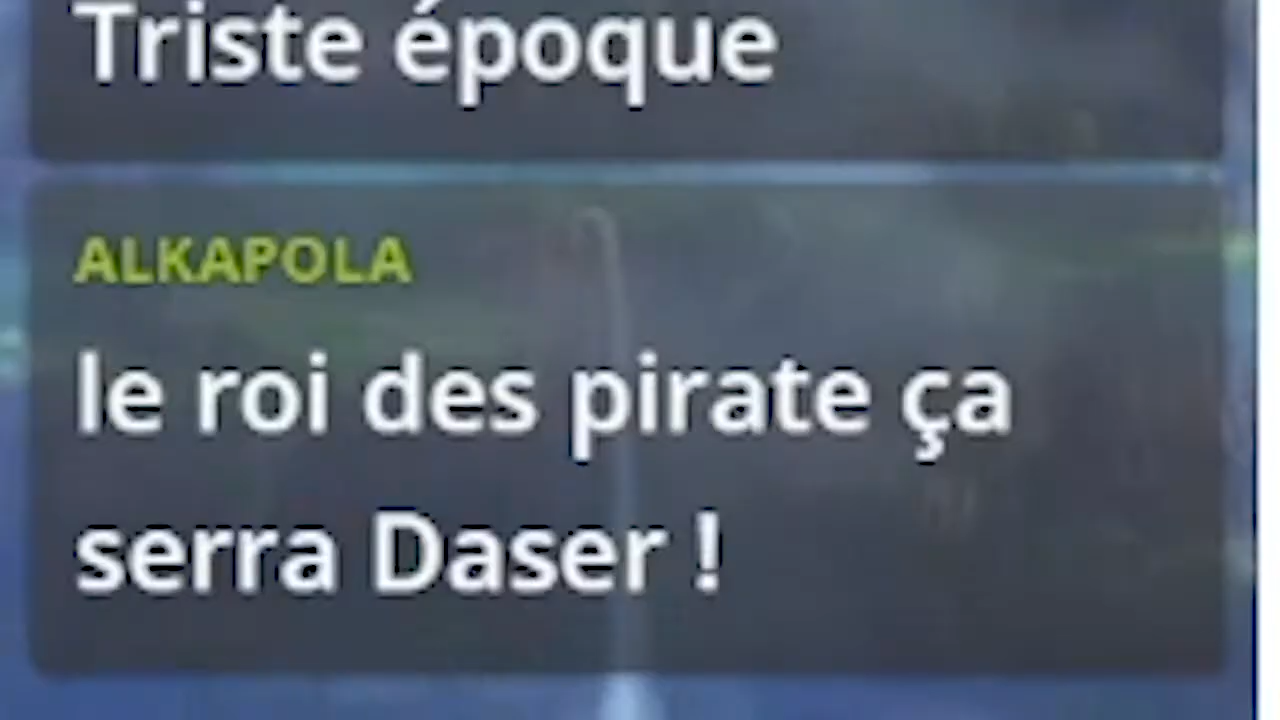 Triste époque
ALKAPOLA
le roi des pirate ça
serra Daser !